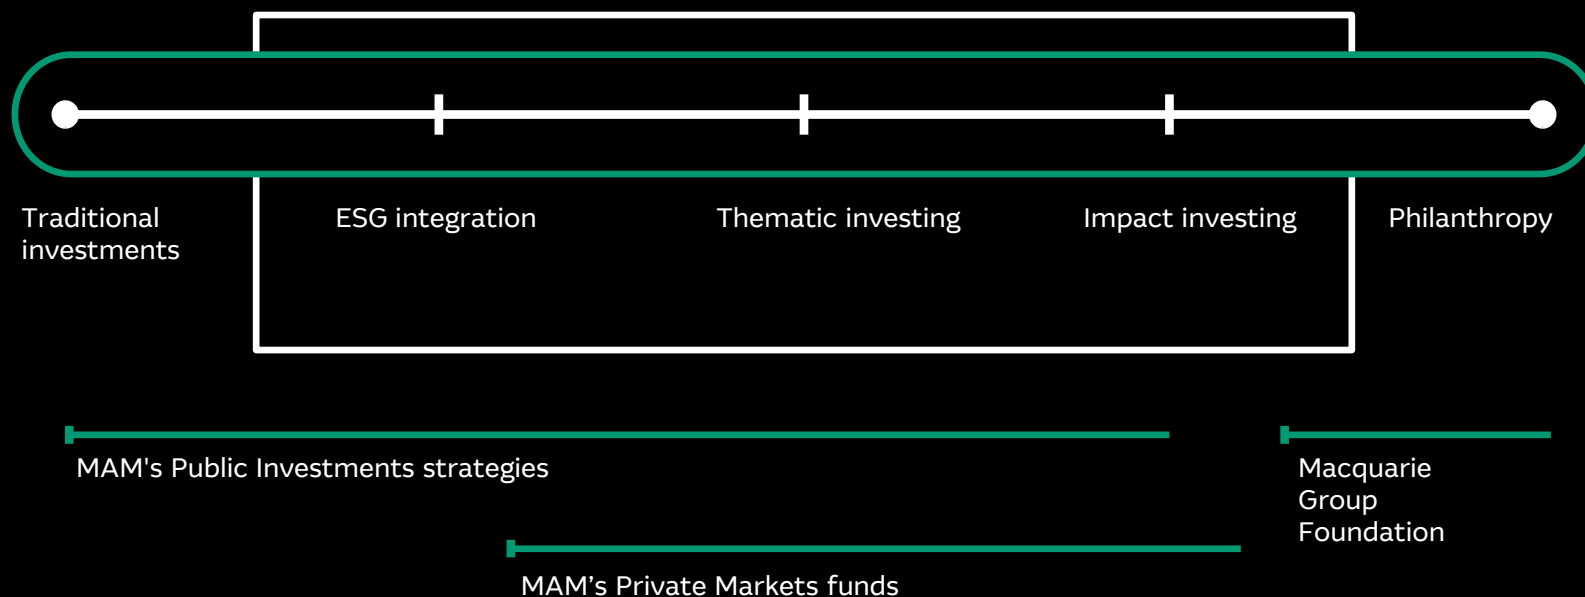 Traditional
investments
ESG integration
Thematic investing
Impact investing
Philanthropy
MAM's Public Investments strategies
Macquarie
Group
Foundation
MAM’s Private Markets funds